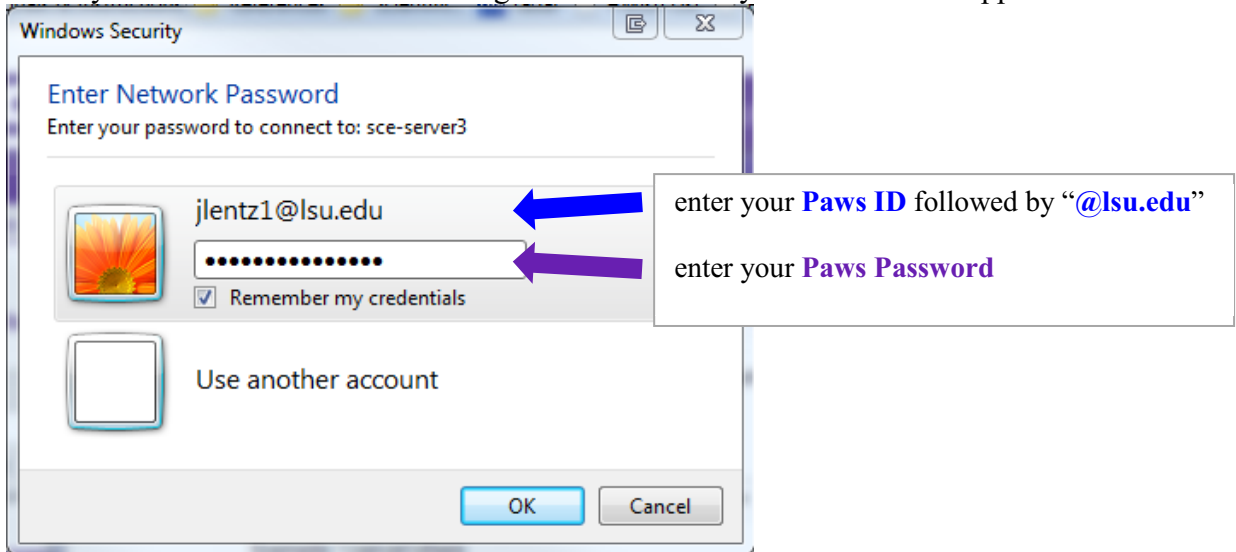 Windows Security
Enter Network Password
Enter your password to connect to: sce-server3
jlentz1@lsu.edu
enter your Paws ID followed by “@lsu.edu”
•••••••••••••••
enter your Paws Password
Remember my credentials
Use another account
OK
Cancel